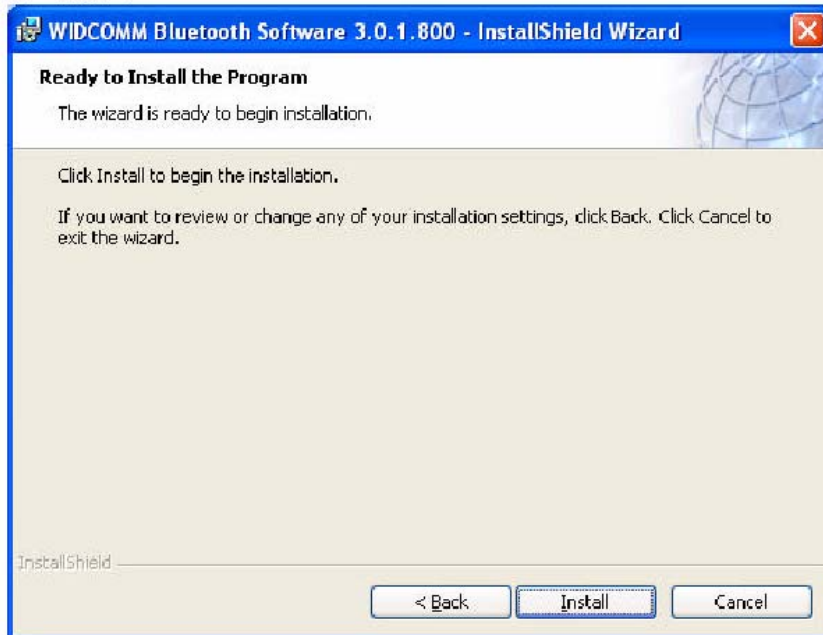 WIDCOMM Bluetooth Software 3.0.1.800 - InstallShield Wizard
Ready to Install the Program
The wizard is ready to begin installation.
Click Install to begin the installation.
If you want to review or change any of your installation settings, click Back. Click Cancel to
exit the wizard.
InstallShield
< Back
Install
Cancel